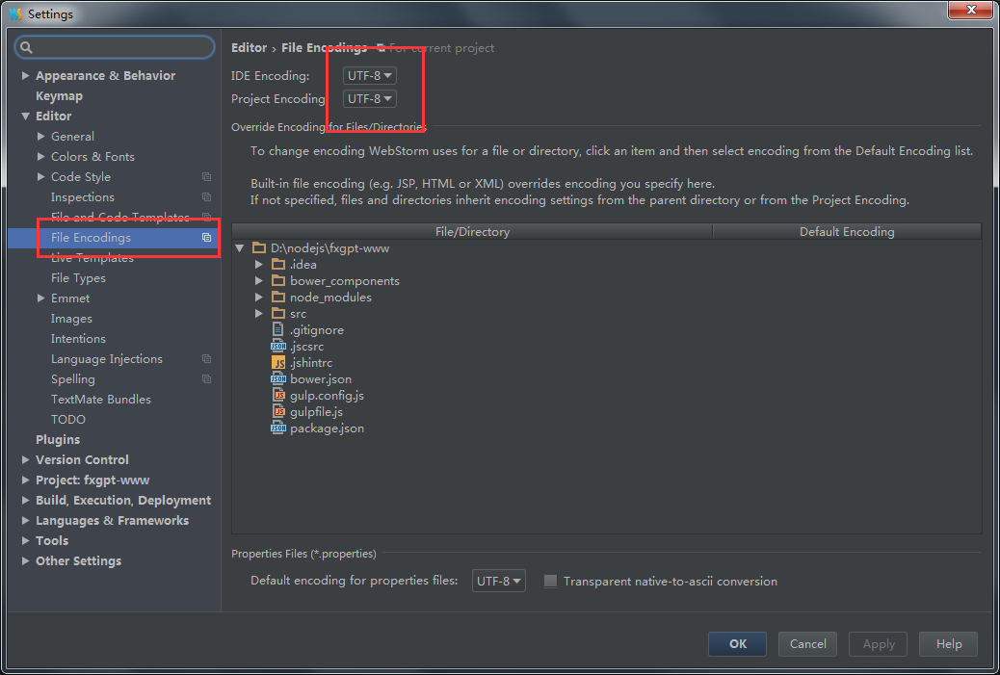 Settings
Editor › File Encodings For current project
Appearance & Behavior
Keymap
Editor
General
Colors & Fonts
Code Style
Inspections
File and Code Templates
File Encodings
Live Templates
File Types
Emmet
Images
Intentions
Language Injections
Spelling
TextMate Bundles
TODO
Plugins
Version Control
Project: fxgpt-www
Build, Execution, Deployment
Languages & Frameworks
Tools
Other Settings
IDE Encoding: UTF-8
Project Encoding: UTF-8
Override Encoding for Files/Directories
To change encoding WebStorm uses for a file or directory, click an item and then select encoding from the Default Encoding list.
Built-in file encoding (e.g. JSP, HTML or XML) overrides encoding you specify here.
If not specified, files and directories inherit encoding settings from the parent directory or from the Project Encoding.
File/Directory Default Encoding
D:\nodejs\fxgpt-www
.idea
bower_components
node_modules
src
.gitignore
.jscsrc
.jshintrc
bower.json
gulp.config.js
gulpfile.js
package.json
Properties Files (*.properties)
Default encoding for properties files: UTF-8 Transparent native-to-ascii conversion
OK Cancel Apply Help